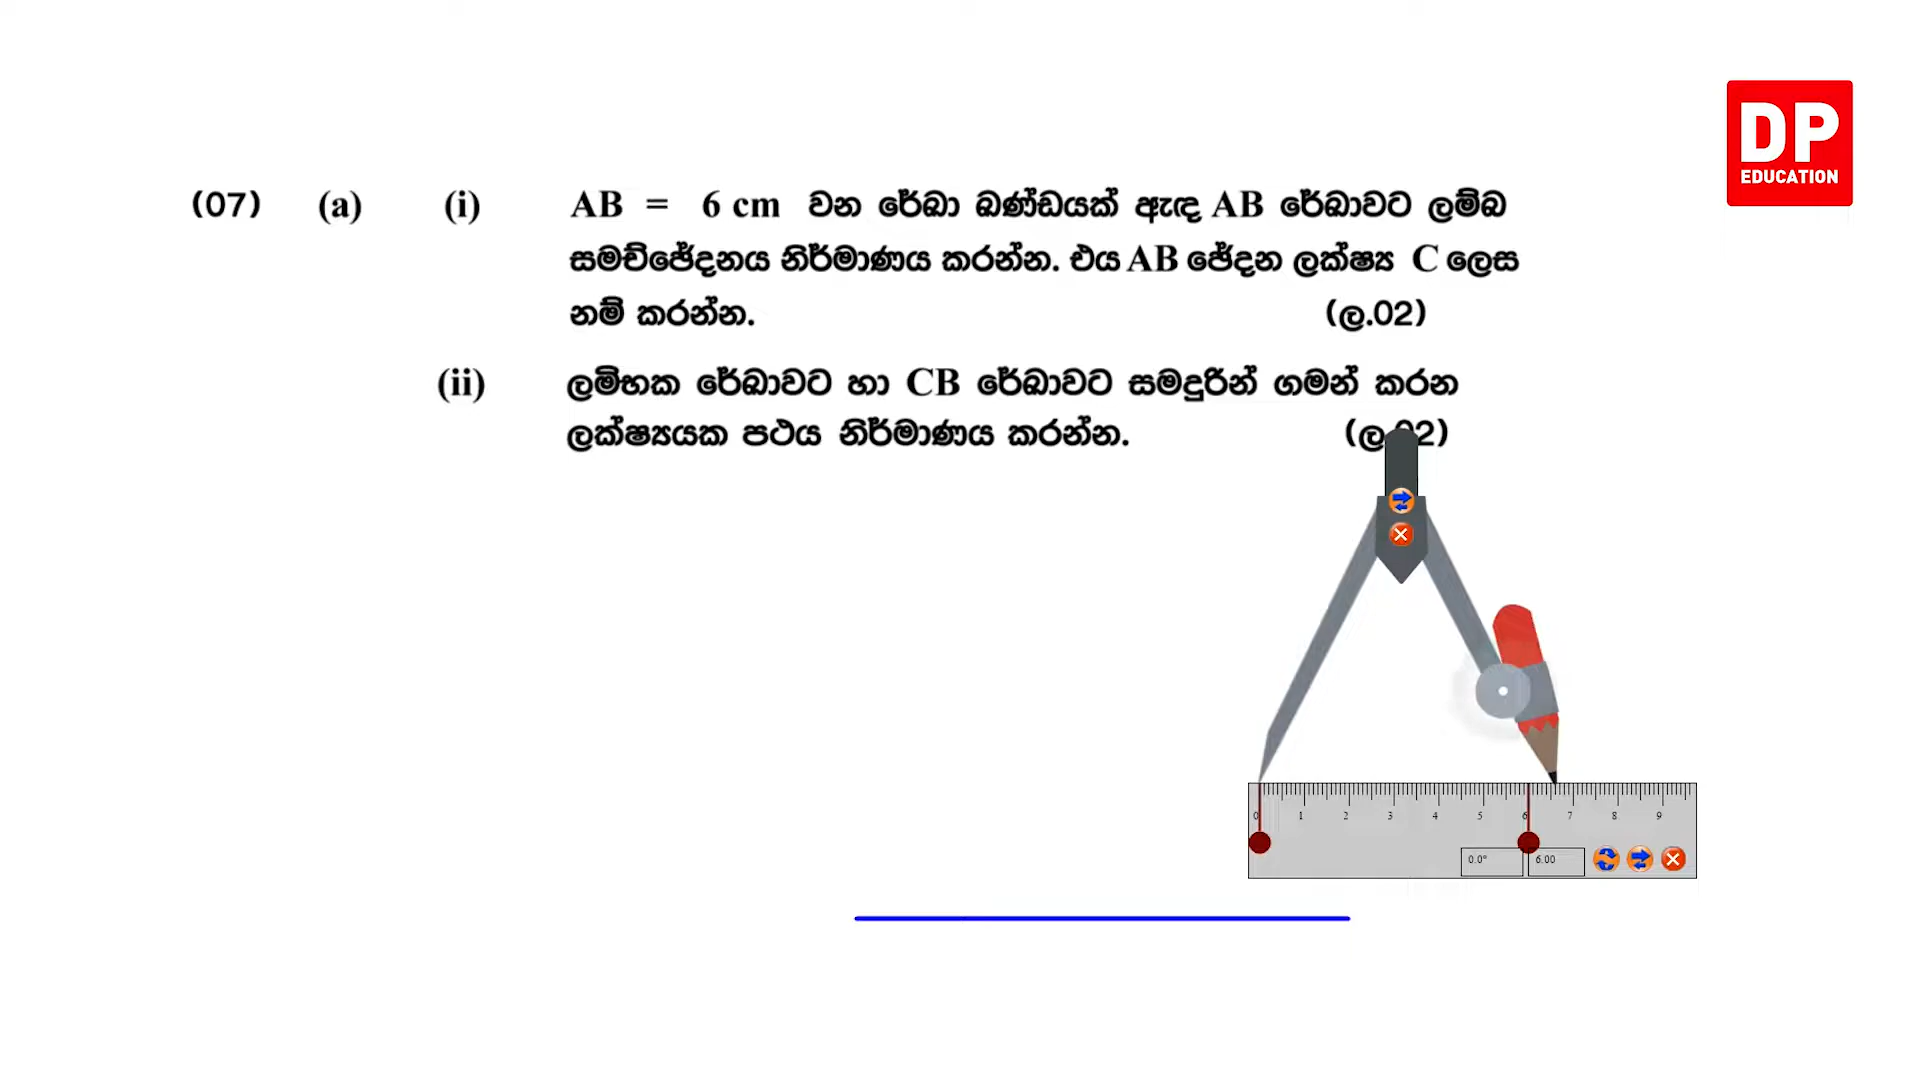 DP
EDUCATION
(07) (a) (i) AB = 6 cm වන රේඛා ඛණ්ඩයක් ඇඳ AB රේඛාවට ලම්බ
සමච්ඡේදනය නිර්මාණය කරන්න. එය AB ඡේදන ලක්ෂ්‍ය C ලෙස
නම් කරන්න. (ල.02)
(ii) ලම්භක රේඛාවට හා CB රේඛාවට සමදුරින් ගමන් කරන
ලක්ෂ්‍යයක පථය නිර්මාණය කරන්න. (ල.02)
0 1 2 3 4 5 6 7 8 9
0.0° 6.00